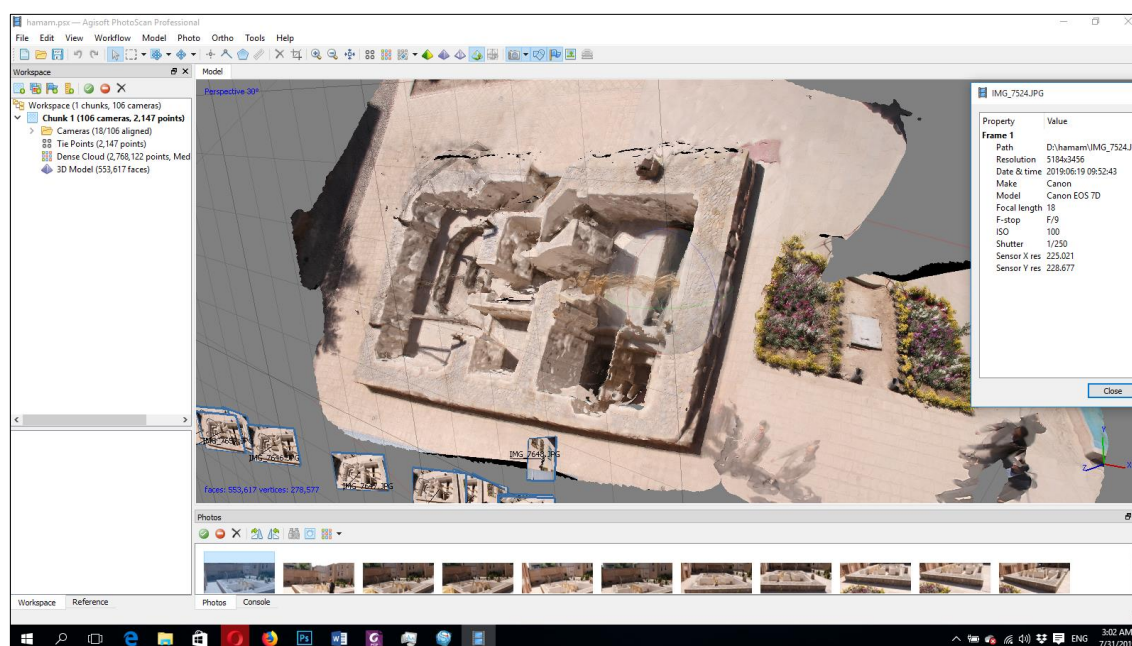 hamam.psx — Agisoft PhotoScan Professional
File Edit View Workflow Model Photo Ortho Tools Help
Workspace
Workspace (1 chunks, 106 cameras)
Chunk 1 (106 cameras, 2,147 points)
Cameras (18/106 aligned)
Tie Points (2,147 points)
Dense Cloud (2,768,122 points, Med
3D Model (553,617 faces)
Model
Perspective 30°
IMG_7648.JPG
faces: 553,617 vertices: 278,577
Y
Z
X
IMG_7524.JPG
Property Value
Frame 1
Path D:\hamam\IMG_7524.J
Resolution 5184x3456
Date & time 2019:06:19 09:52:43
Make Canon
Model Canon EOS 7D
Focal length 18
F-stop F/9
ISO 100
Shutter 1/250
Sensor X res 225.021
Sensor Y res 228.677
Close
Photos
Workspace Reference
Photos Console
Ps
ENG
3:02 AM